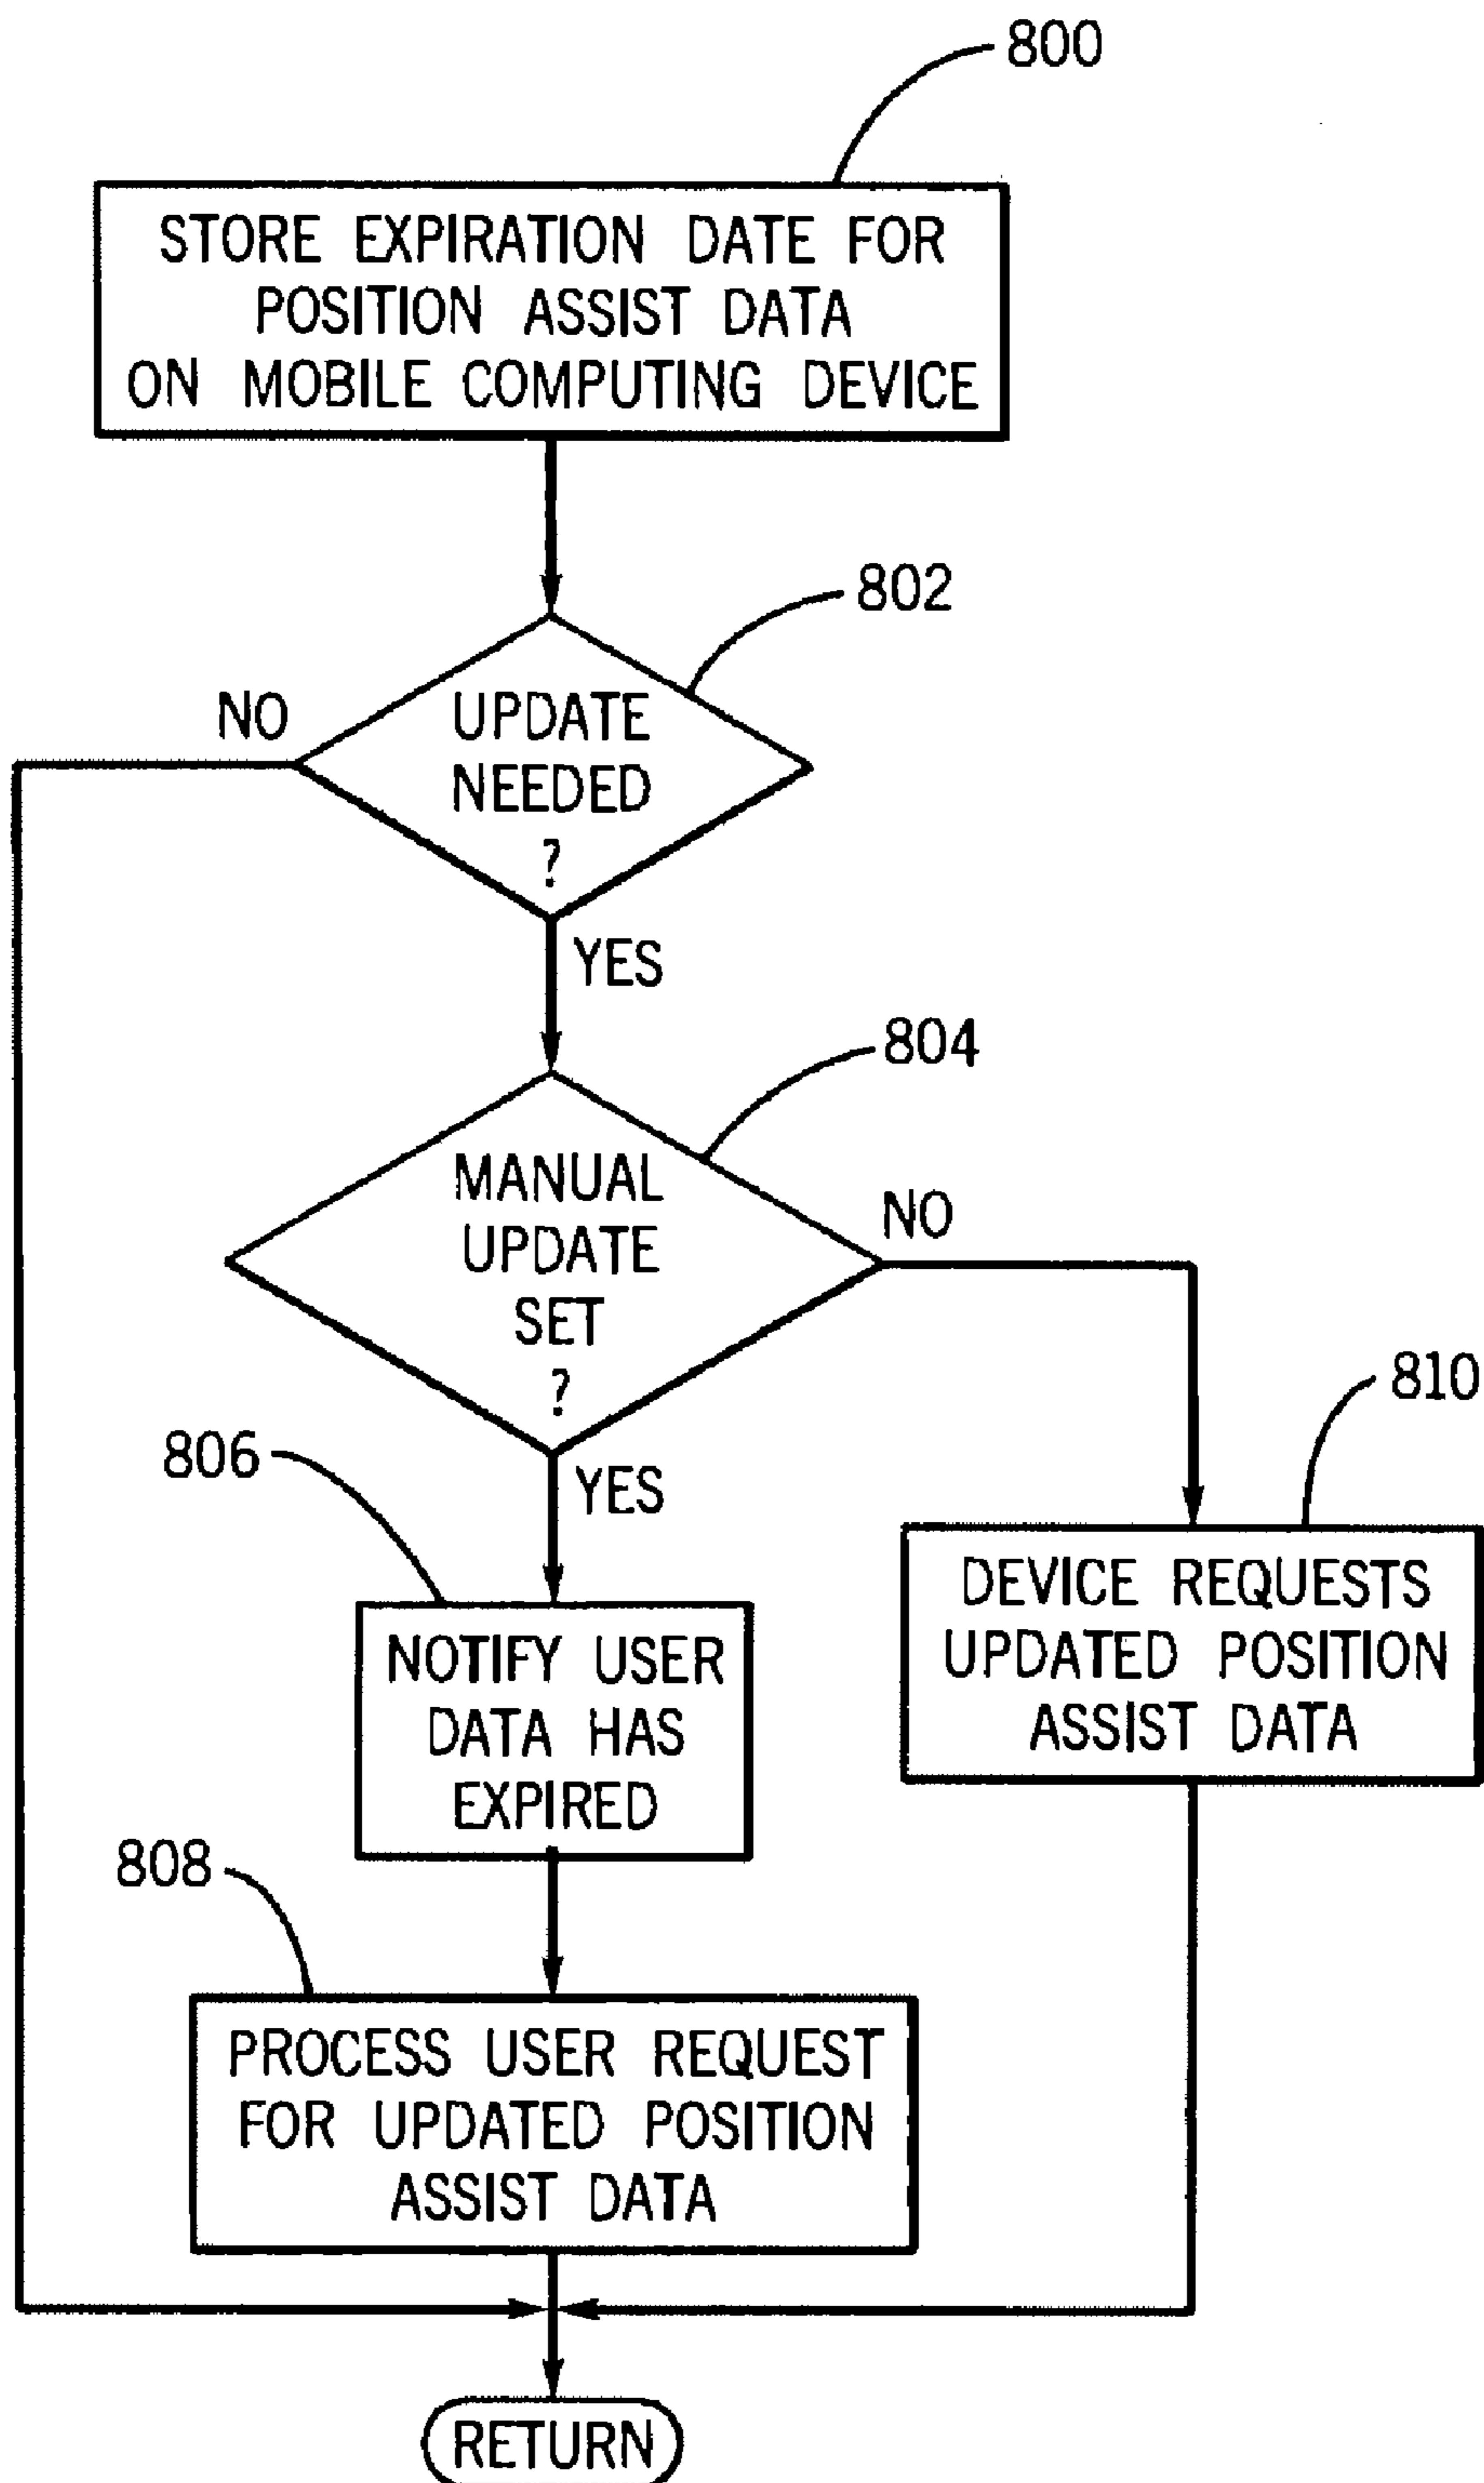 800
STORE EXPIRATION DATE FOR
POSITION ASSIST DATA
ON MOBILE COMPUTING DEVICE
802
NO
UPDATE
NEEDED
?
YES
804
MANUAL
UPDATE
SET
?
NO
810
806
YES
NOTIFY USER
DATA HAS
EXPIRED
DEVICE REQUESTS
UPDATED POSITION
ASSIST DATA
808
PROCESS USER REQUEST
FOR UPDATED POSITION
ASSIST DATA
RETURN